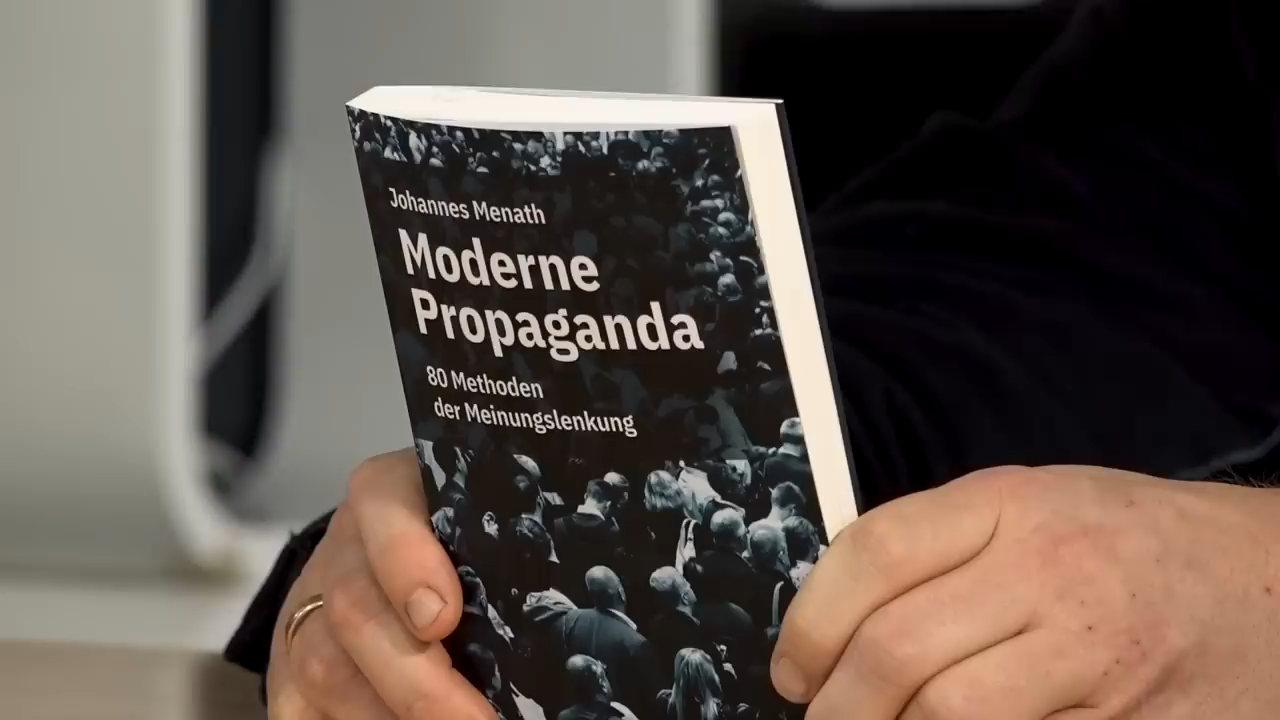 Johannes Menath
Moderne
Propaganda
80 Methoden
der Meinungslenkung